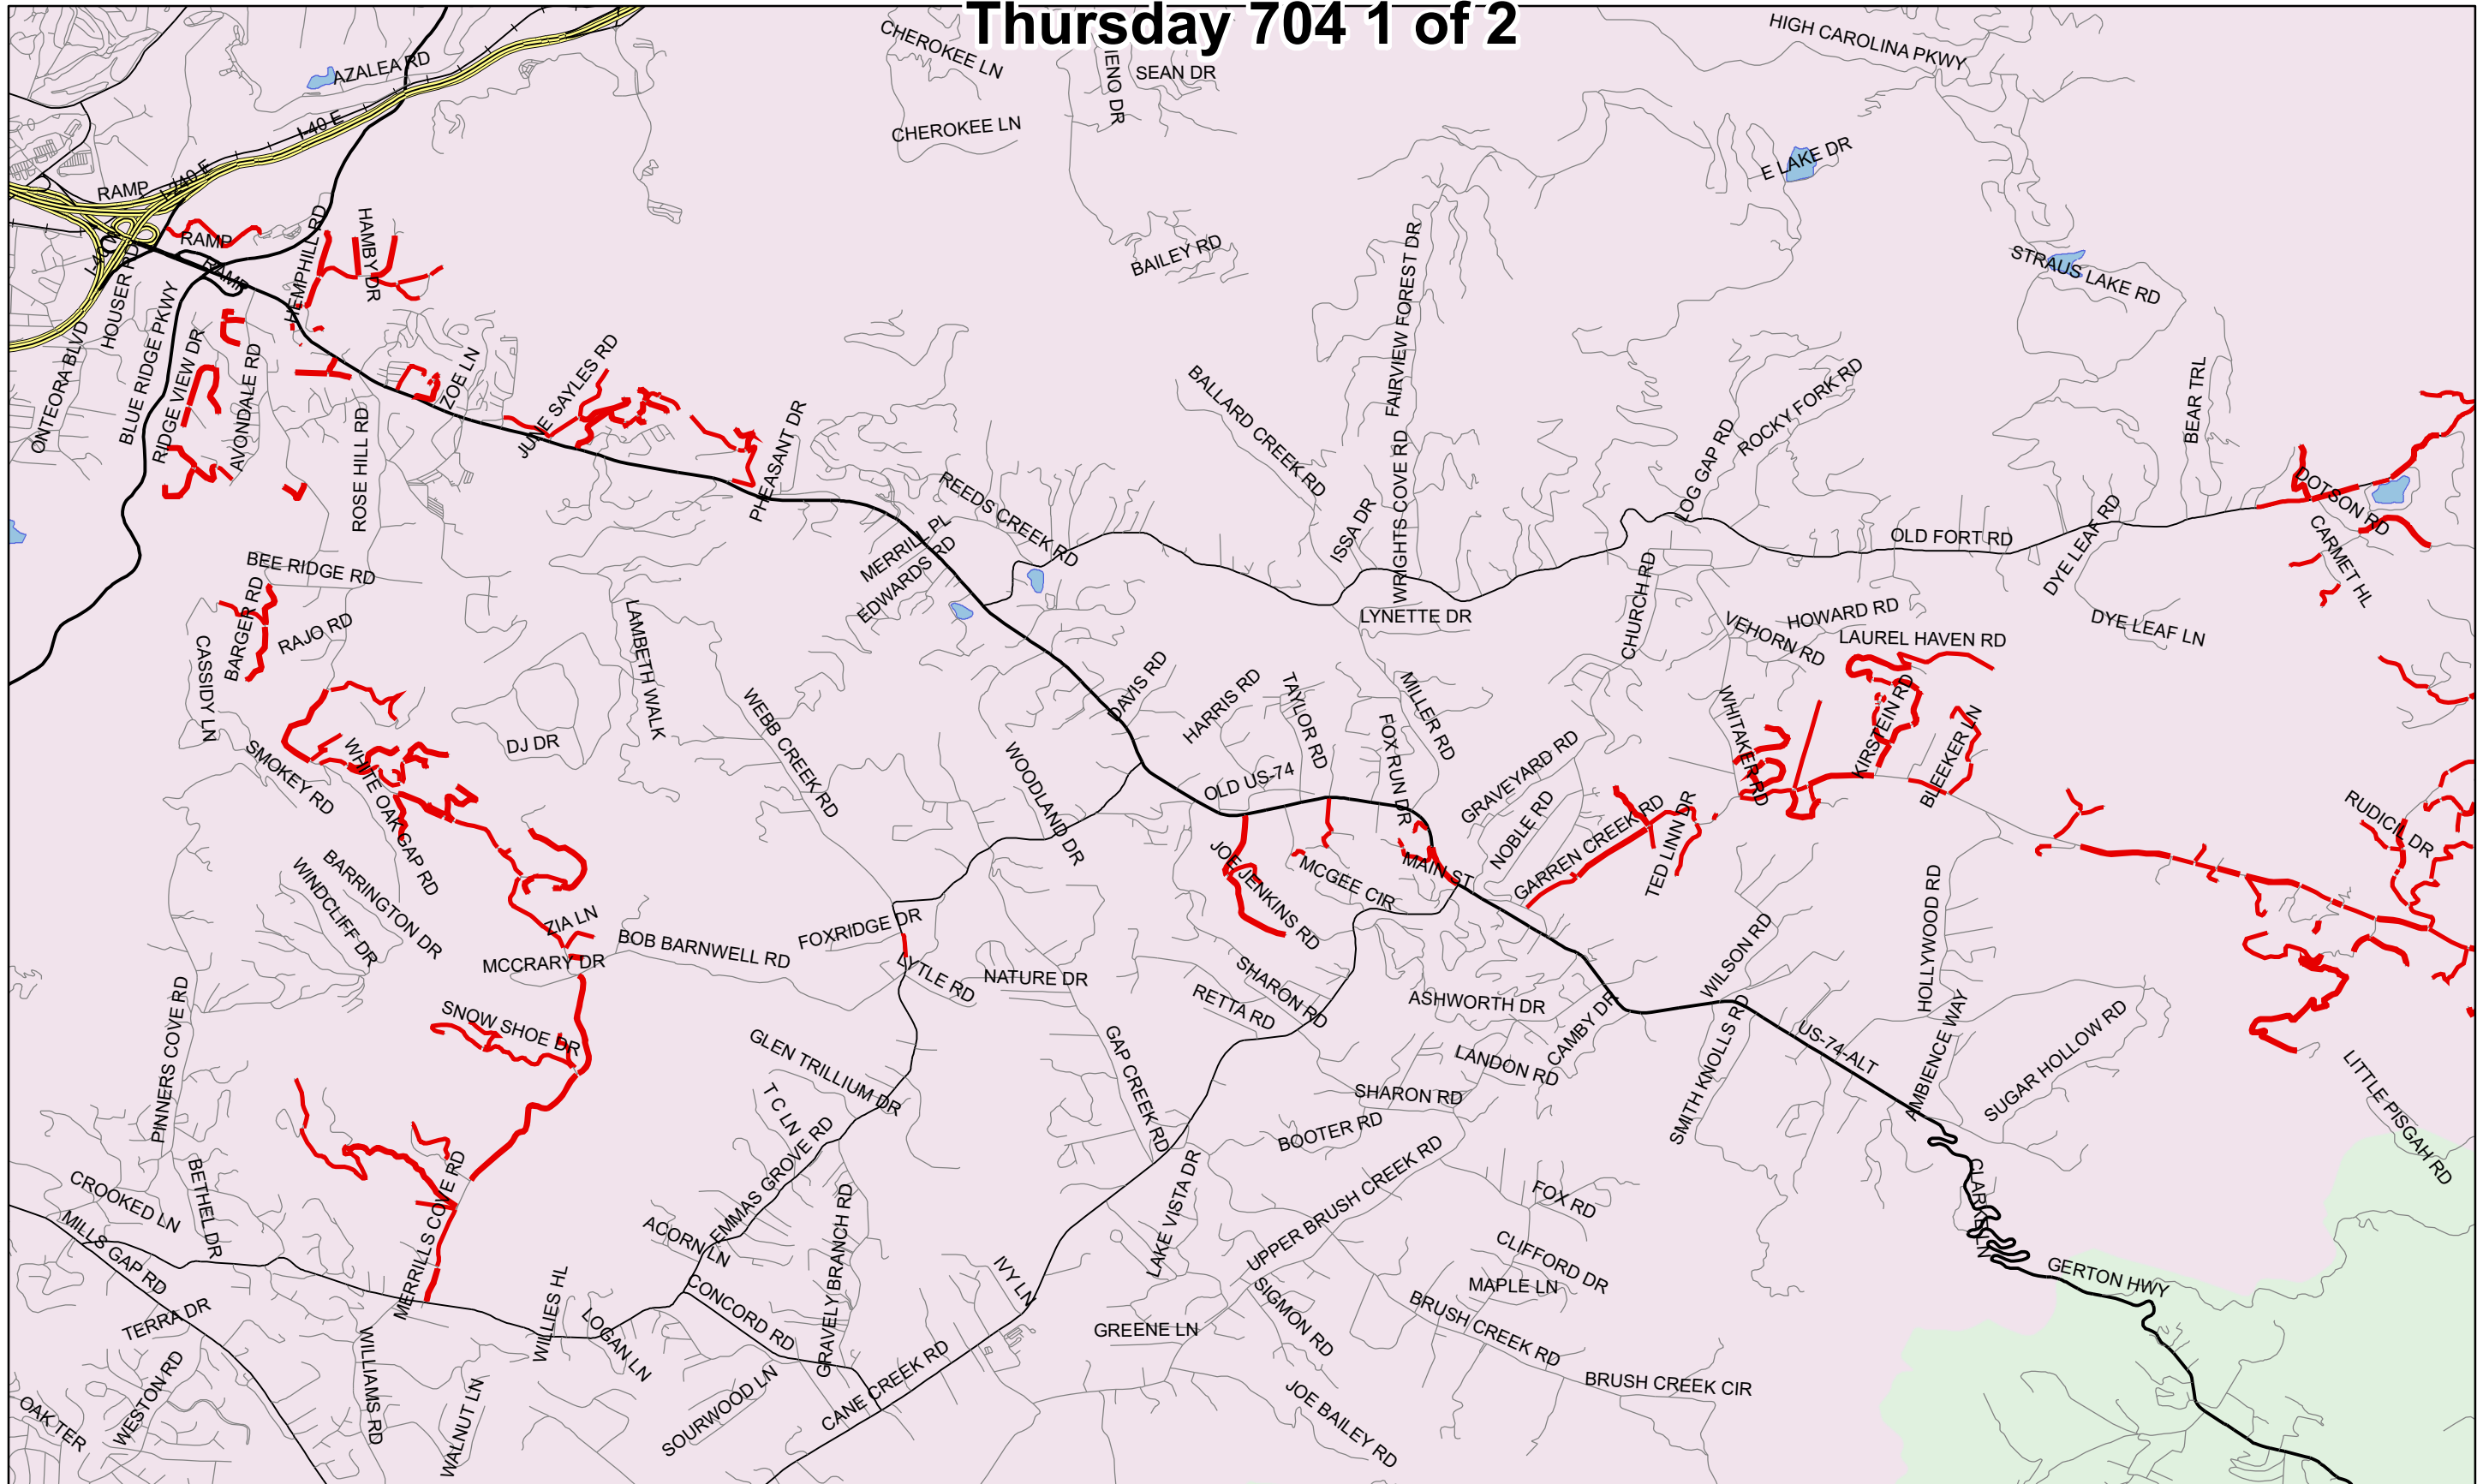 Thursday 704 1 of 2
HIGH CAROLINA PKWY
CHEROKEE LN
IENO DR
SEAN DR
AZALEA RD
I-40 E
CHEROKEE LN
E LAKE DR
I-240 E
RAMP
RAMP
RAMP
I-40 W
HOUSER RD
HEMPHILL RD
HAMBY DR
BAILEY RD
FAIRVIEW FOREST DR
STRAUS LAKE RD
ONTEORA BLVD
BLUE RIDGE PKWY
RIDGE VIEW DR
AVONDALE RD
ROSE HILL RD
ZOE LN
JUNE SAYLES RD
PHEASANT DR
BALLARD CREEK RD
WRIGHTS COVE RD
LOG GAP RD
ROCKY FORK RD
BEAR TRL
DOTSON RD
CARMET HL
REEDS CREEK RD
MERRILL PL
EDWARDS RD
ISSA DR
OLD FORT RD
DYE LEAF RD
DYE LEAF LN
BEE RIDGE RD
BARGER RD
RAJO RD
CASSIDY LN
LAMBETH WALK
LYNETTE DR
CHURCH RD
HOWARD RD
VEHORN RD
LAUREL HAVEN RD
DAVIS RD
HARRIS RD
TAYLOR RD
MILLER RD
FOX RUN DR
WHITAKER RD
KIRSTEIN RD
BLEEKER LN
SMOKEY RD
WHITE OAK GAP RD
DJ DR
WEBB CREEK RD
WOODLAND DR
OLD US-74
GRAVEYARD RD
NOBLE RD
GARREN CREEK RD
TED LINN DR
RUDICIL DR
BARRINGTON DR
WINDCLIFF DR
JOE JENKINS RD
MCGEE CIR
MAIN ST
ZIA LN
MCCRARY DR
BOB BARNWELL RD
FOXRIDGE DR
LYTLE RD
NATURE DR
SHARON RD
RETTA RD
ASHWORTH DR
CAMBY DR
WILSON RD
HOLLYWOOD RD
PINNERS COVE RD
SNOW SHOE DR
GLEN TRILLIUM DR
GAP CREEK RD
LANDON RD
SHARON RD
SMITH KNOLLS RD
US-74-ALT
AMBIENCE WAY
SUGAR HOLLOW RD
LITTLE PISGAH RD
T C LN
BOOTER RD
CROOKED LN
BETHEL DR
MILLS GAP RD
MERRILLS COVE RD
EMMAS GROVE RD
ACORN LN
GRAVELY BRANCH RD
LAKE VISTA DR
UPPER BRUSH CREEK RD
FOX RD
CLARKE LN
CLIFFORD DR
MAPLE LN
GERTON HWY
TERRA DR
WILLIES HL
LOGAN LN
CONCORD RD
IVY LN
SIGMON RD
BRUSH CREEK RD
GREENE LN
WESTON RD
WILLIAMS RD
WALNUT LN
SOURWOOD LN
CANE CREEK RD
JOE BAILEY RD
BRUSH CREEK CIR
OAK TER